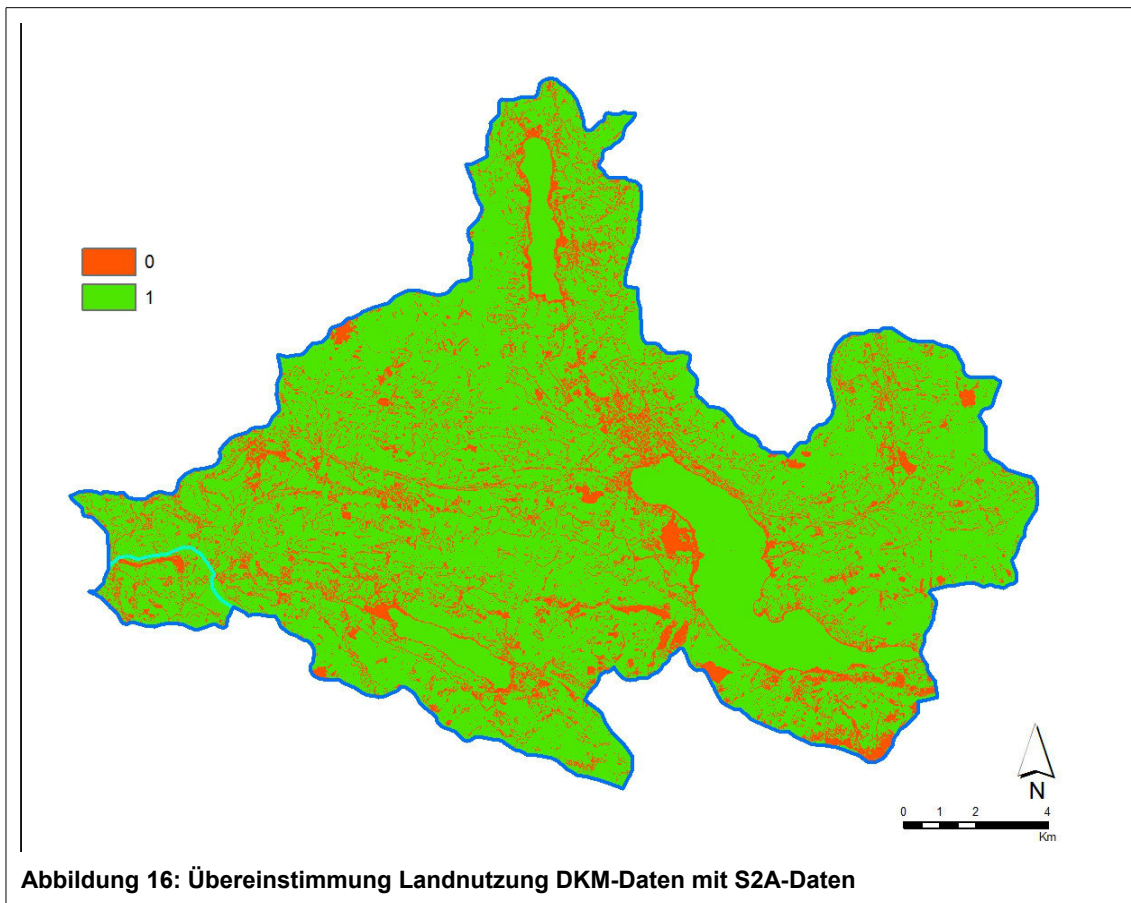 0
1
N
0 1 2 4
Km
Abbildung 16: Übereinstimmung Landnutzung DKM-Daten mit S2A-Daten